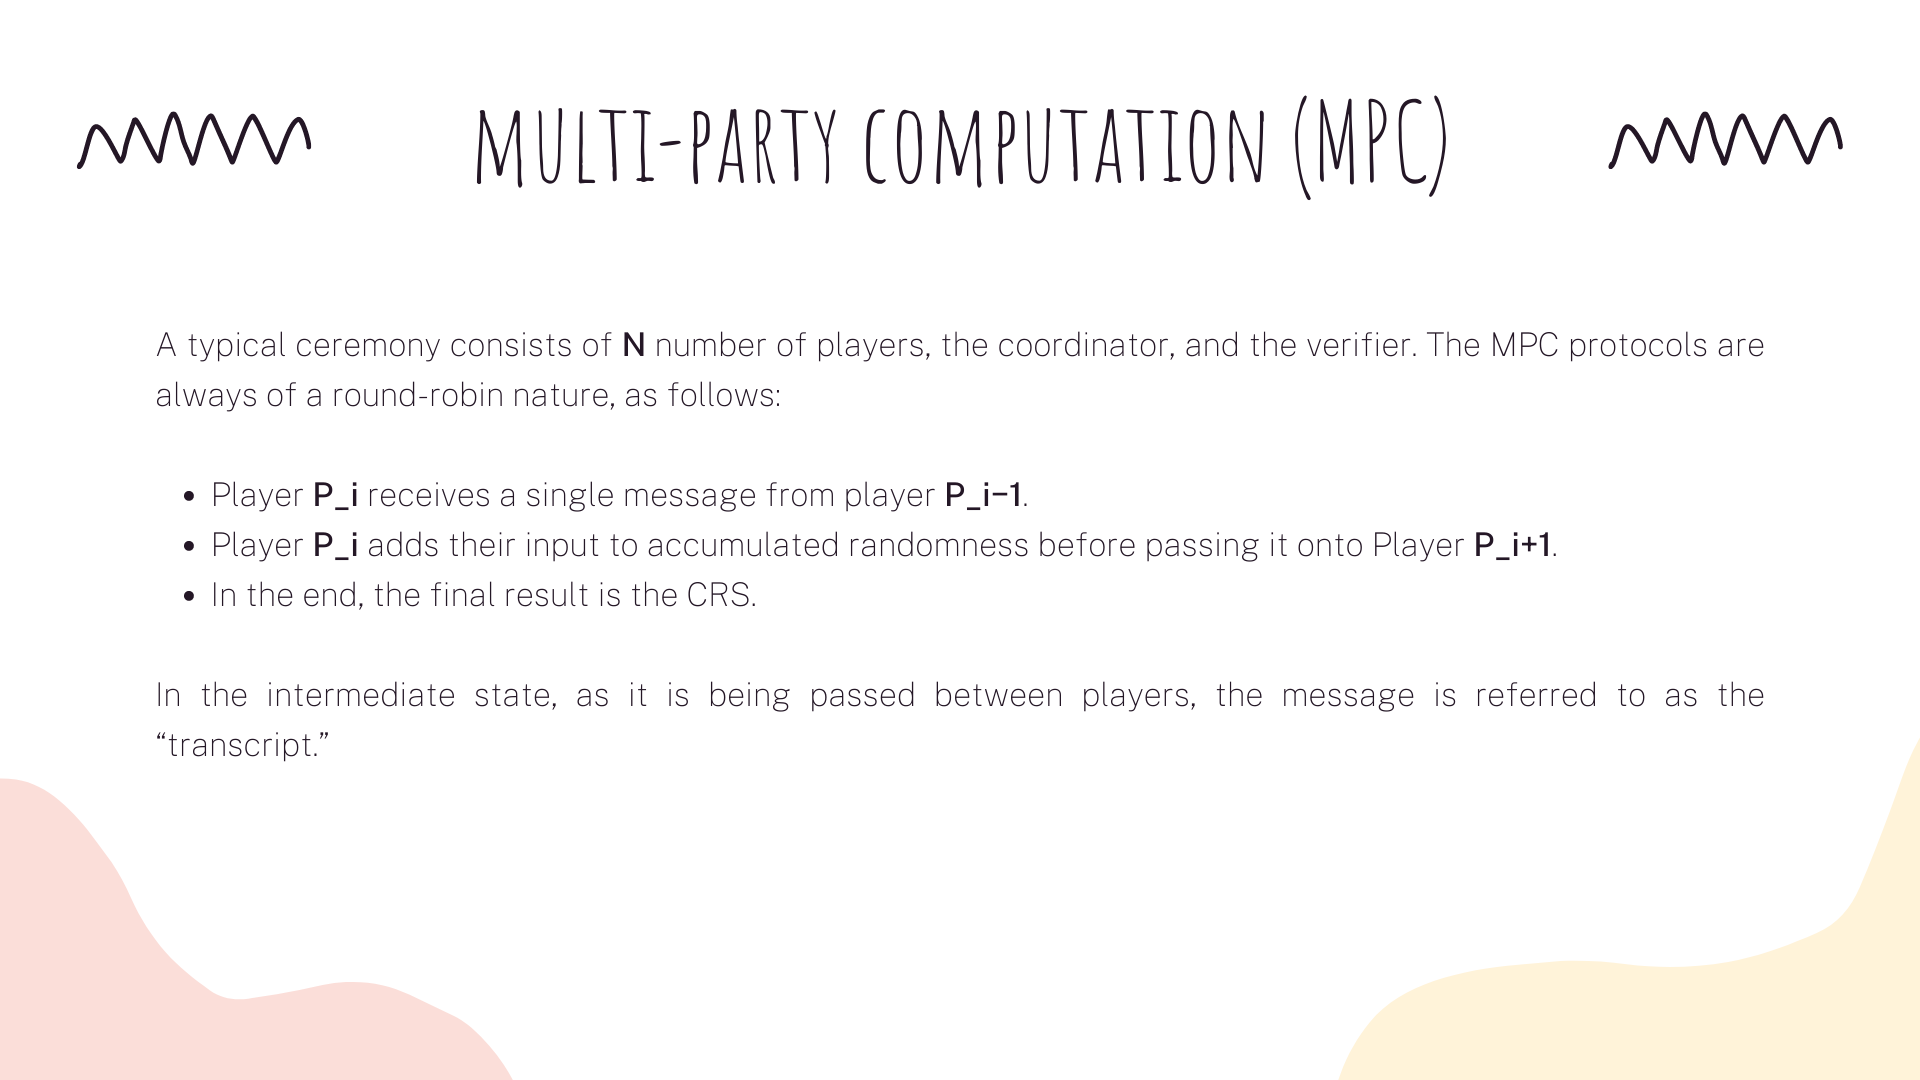 MULTI-PARTY COMPUTATION (MPC)
A typical ceremony consists of N number of players, the coordinator, and the verifier. The MPC protocols are
always of a round-robin nature, as follows:
• Player P_i receives a single message from player P_i−1.
• Player P_i adds their input to accumulated randomness before passing it onto Player P_i+1.
• In the end, the final result is the CRS.
In the intermediate state, as it is being passed between players, the message is referred to as the
“transcript.”